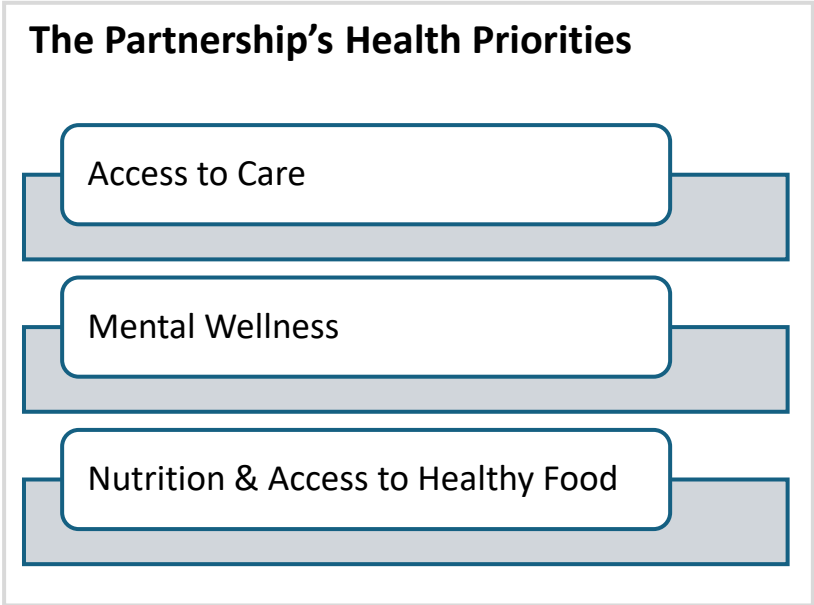 The Partnership’s Health Priorities
Access to Care
Mental Wellness
Nutrition & Access to Healthy Food